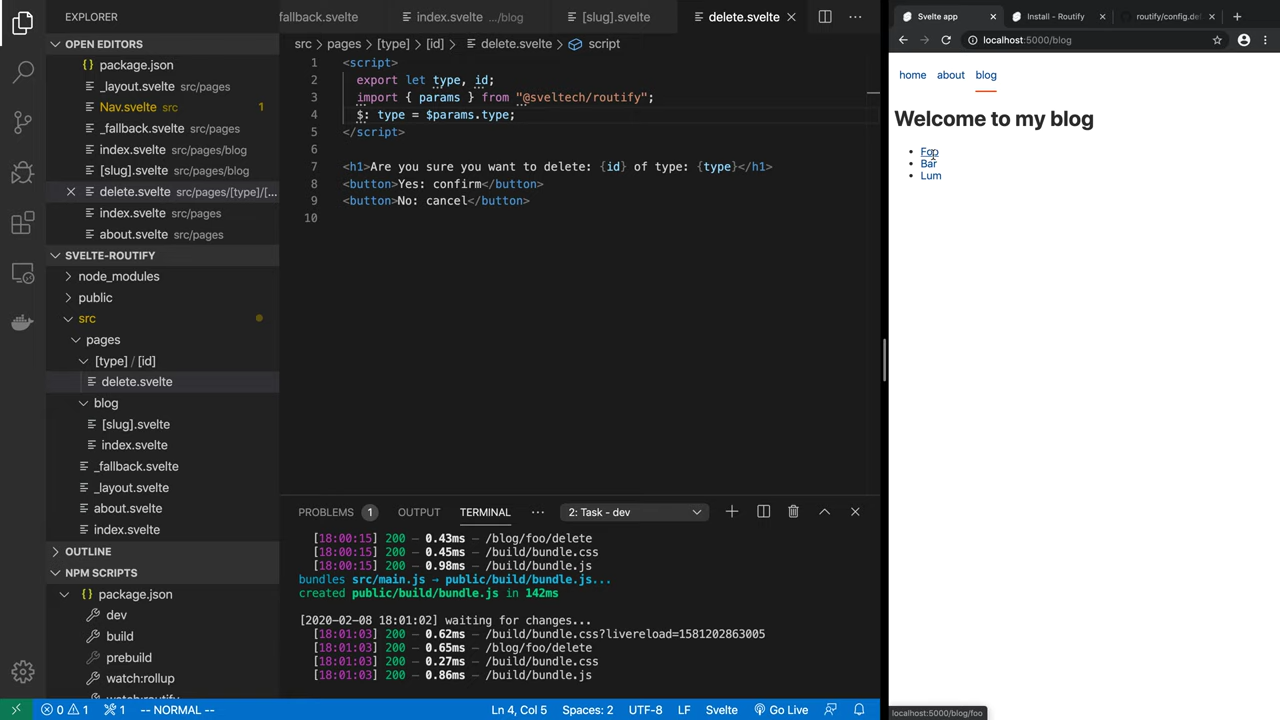 EXPLORER
OPEN EDITORS
package.json
_layout.svelte src/pages
Nav.svelte src 1
_fallback.svelte src/pages
index.svelte src/pages/blog
[slug].svelte src/pages/blog
delete.svelte src/pages/[type]/[...
index.svelte src/pages
about.svelte src/pages
SVELTE-ROUTIFY
node_modules
public
src
pages
[type] / [id]
delete.svelte
blog
[slug].svelte
index.svelte
_fallback.svelte
_layout.svelte
about.svelte
index.svelte
OUTLINE
NPM SCRIPTS
package.json
dev
build
prebuild
watch:rollup
watch:routify
fallback.svelte index.svelte .../blog [slug].svelte delete.svelte
src > pages > [type] > [id] > delete.svelte > script
1 <script>
2 export let type, id;
3 import { params } from "@sveltech/routify";
4 $: type = $params.type;
5 </script>
6
7 <h1>Are you sure you want to delete: {id} of type: {type}</h1>
8 <button>Yes: confirm</button>
9 <button>No: cancel</button>
10
PROBLEMS 1 OUTPUT TERMINAL ... 2: Task - dev
[18:00:15] 200 — 0.43ms — /blog/foo/delete
[18:00:15] 200 — 0.45ms — /build/bundle.css
[18:00:15] 200 — 0.98ms — /build/bundle.js
bundles src/main.js → public/build/bundle.js...
created public/build/bundle.js in 142ms
[2020-02-08 18:01:02] waiting for changes...
[18:01:03] 200 — 0.62ms — /build/bundle.css?livereload=1581202863005
[18:01:03] 200 — 0.65ms — /blog/foo/delete
[18:01:03] 200 — 0.27ms — /build/bundle.css
[18:01:03] 200 — 0.86ms — /build/bundle.js
0 1 1 -- NORMAL -- Ln 4, Col 5 Spaces: 2 UTF-8 LF Svelte Go Live
Svelte app Install - Routify routify/config.de
localhost:5000/blog
home about blog
Welcome to my blog
• Foo
• Bar
• Lum
localhost:5000/blog/foo